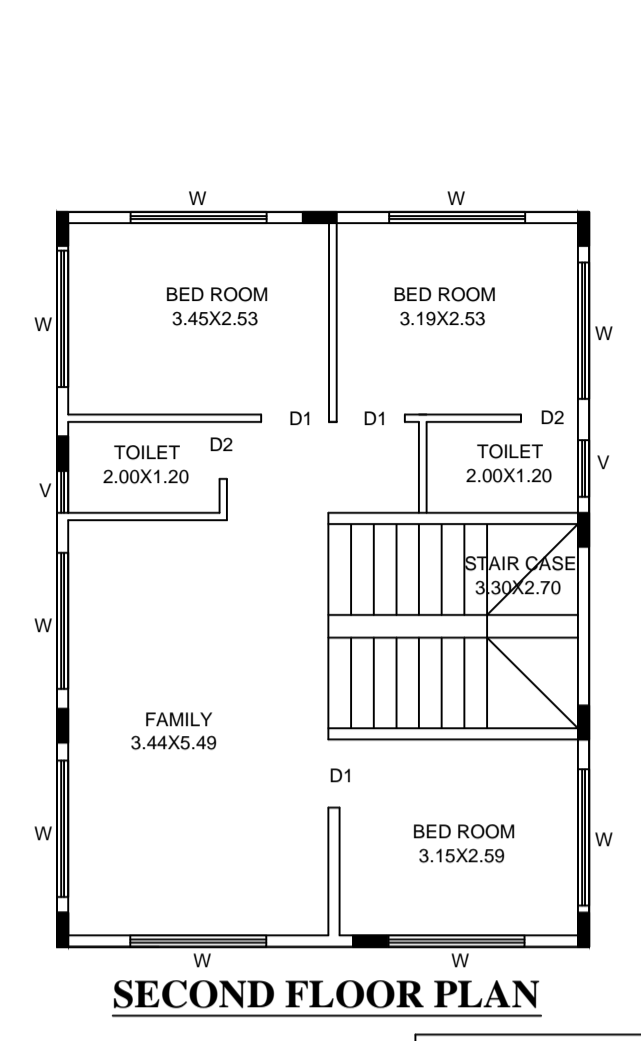 W
W
BED ROOM
3.45X2.53
BED ROOM
3.19X2.53
W
W
D1
D1
D2
D2
TOILET
2.00X1.20
TOILET
2.00X1.20
V
V
STAIR CASE
3.30X2.70
W
FAMILY
3.44X5.49
D1
W
BED ROOM
3.15X2.59
W
W
W
SECOND FLOOR PLAN